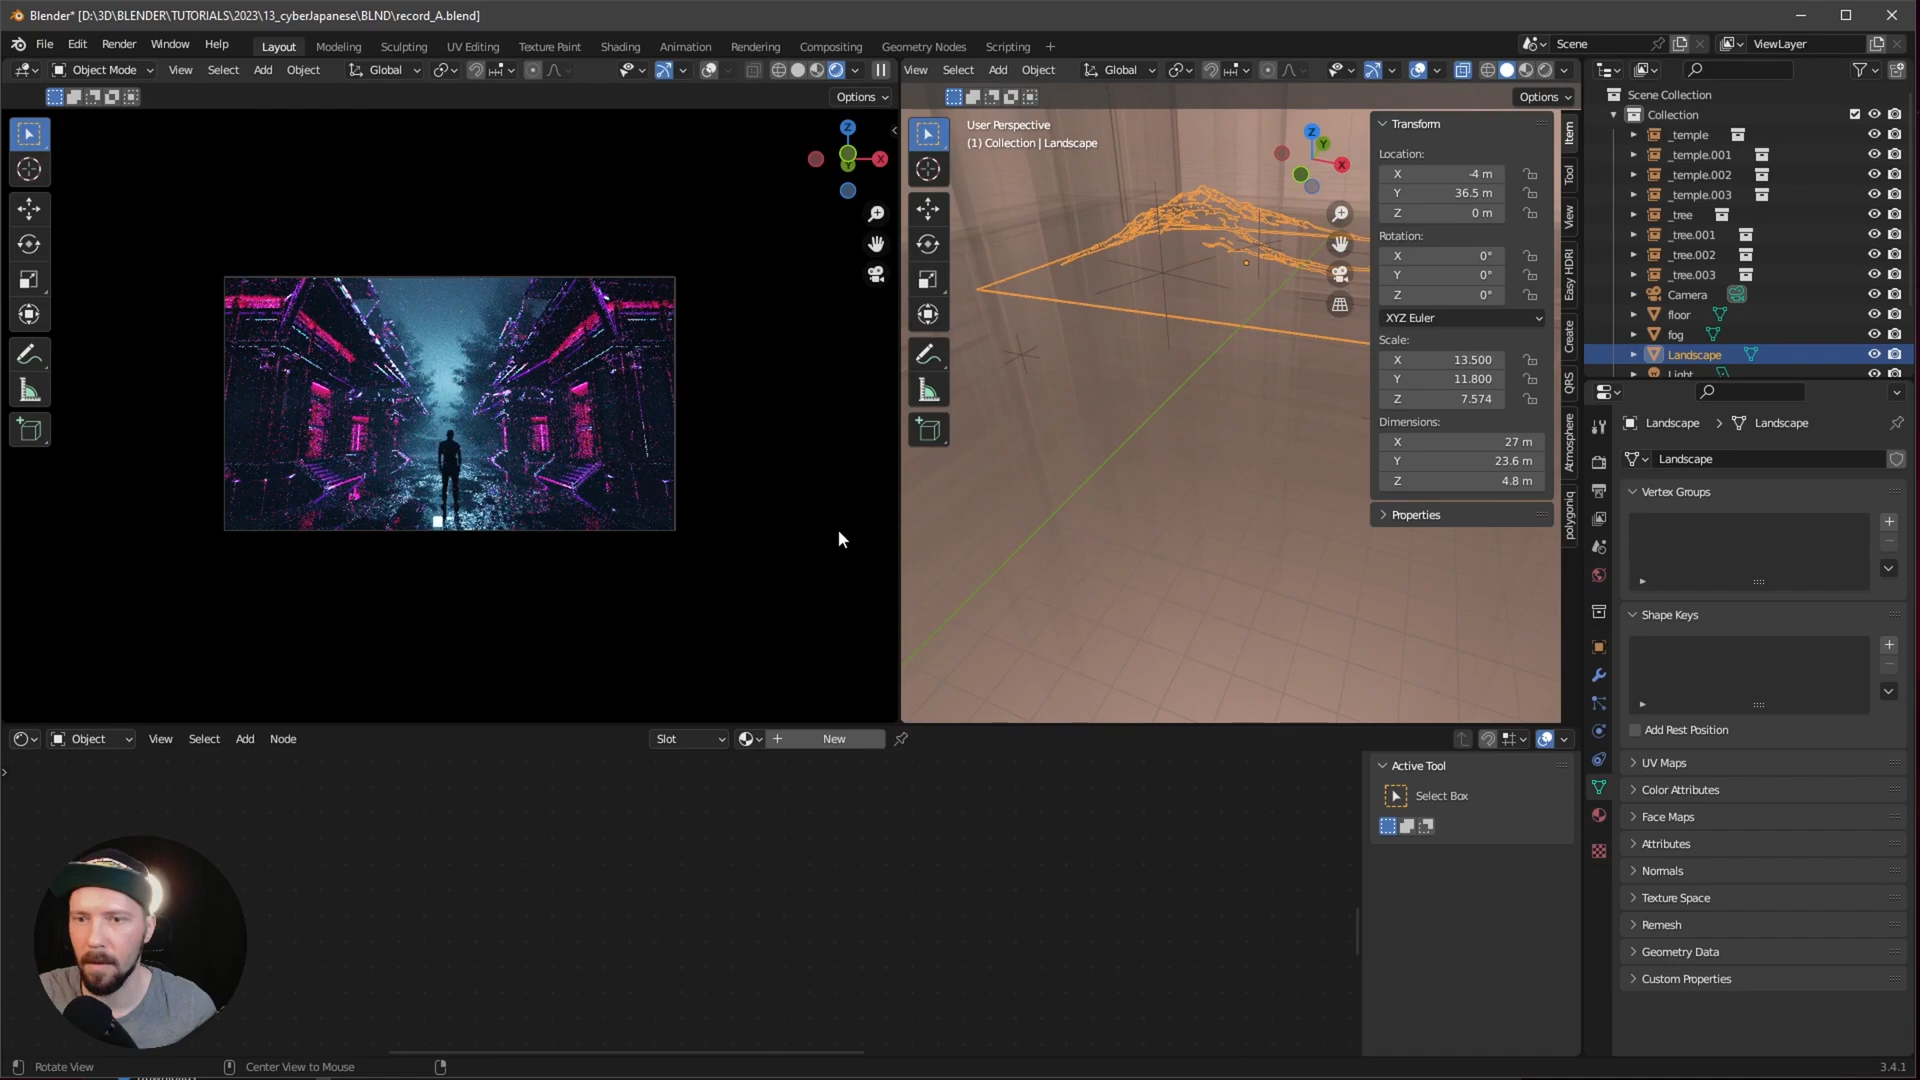 Blender* [D:\3D\BLENDER\TUTORIALS\2023\13_cyberJapanese\BLND\record_A.blend]
File Edit Render Window Help Layout Modeling Sculpting UV Editing Texture Paint Shading Animation Rendering Compositing Geometry Nodes Scripting + Scene ViewLayer
Object Mode View Select Add Object Global
View Select Add Object Global
Options
Options
Z
X
Y
User Perspective
(1) Collection | Landscape
Z
Y
X
Transform
Location:
X -4 m
Y 36.5 m
Z 0 m
Rotation:
X 0°
Y 0°
Z 0°
XYZ Euler
Scale:
X 13.500
Y 11.800
Z 7.574
Dimensions:
X 27 m
Y 23.6 m
Z 4.8 m
Properties
Item
Tool
View
Easy HDRI
Create
QRS
Atmosphere
polygoniq
Scene Collection
Collection
_temple
_temple.001
_temple.002
_temple.003
_tree
_tree.001
_tree.002
_tree.003
Camera
floor
fog
Landscape
Light
Landscape > Landscape
Landscape
Vertex Groups
Shape Keys
Add Rest Position
UV Maps
Color Attributes
Face Maps
Attributes
Normals
Texture Space
Remesh
Geometry Data
Custom Properties
Object View Select Add Node Slot New
Active Tool
Select Box
Rotate View Center View to Mouse 3.4.1